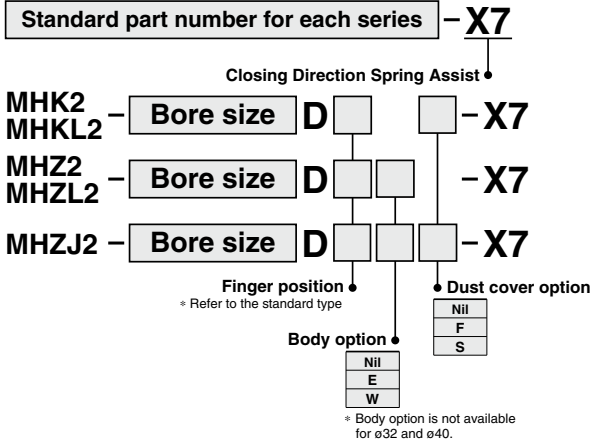 Standard part number for each series – X7
Closing Direction Spring Assist
MHK2
MHKL2 – Bore size D – X7
MHZ2
MHZL2 – Bore size D – X7
MHZJ2 – Bore size D – X7
Finger position
* Refer to the standard type
Dust cover option
Nil
F
S
Body option
Nil
E
W
* Body option is not available
for ø32 and ø40.